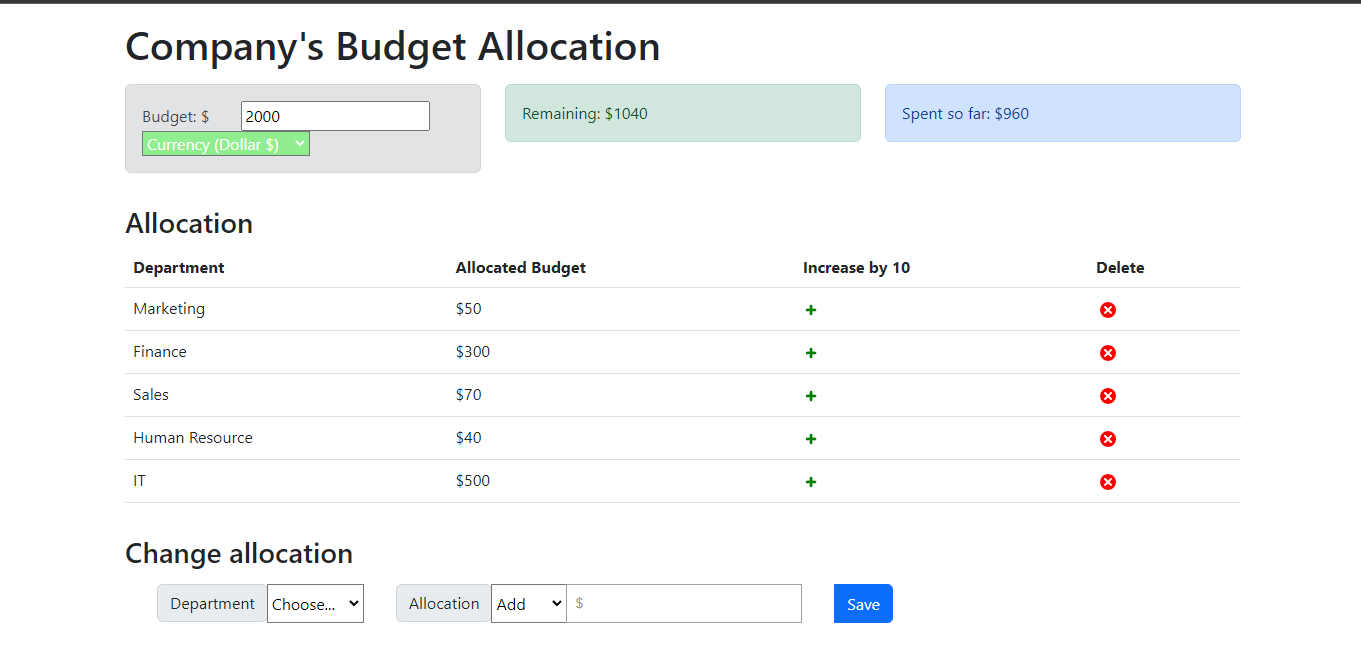 Company's Budget Allocation
Budget: $ 2000
Currency (Dollar $)
Remaining: $1040
Spent so far: $960
Allocation
Department Allocated Budget Increase by 10 Delete
Marketing $50
Finance $300
Sales $70
Human Resource $40
IT $500
Change allocation
Department Choose... Allocation Add $ Save